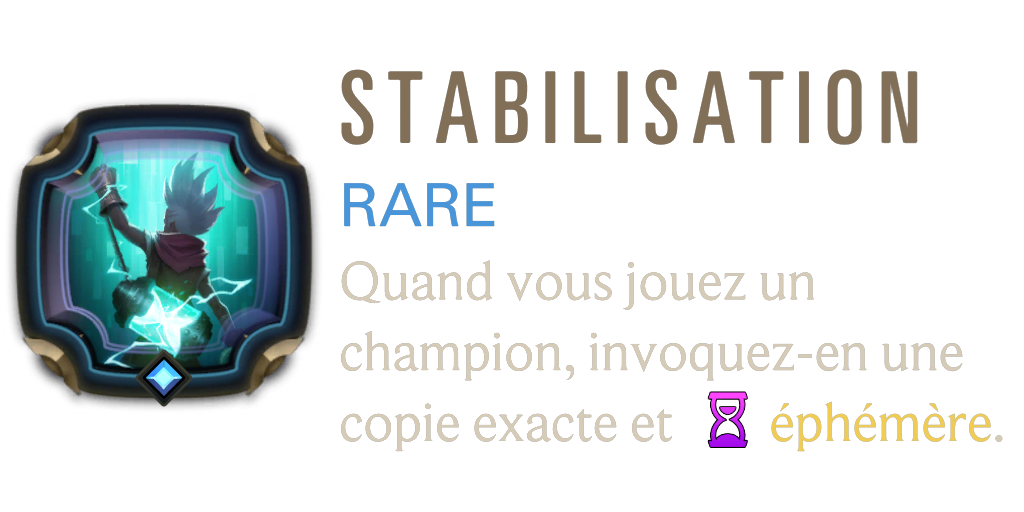 STABILISATION
RARE
Quand vous jouez un
champion, invoquez-en une
copie exacte et éphémère.